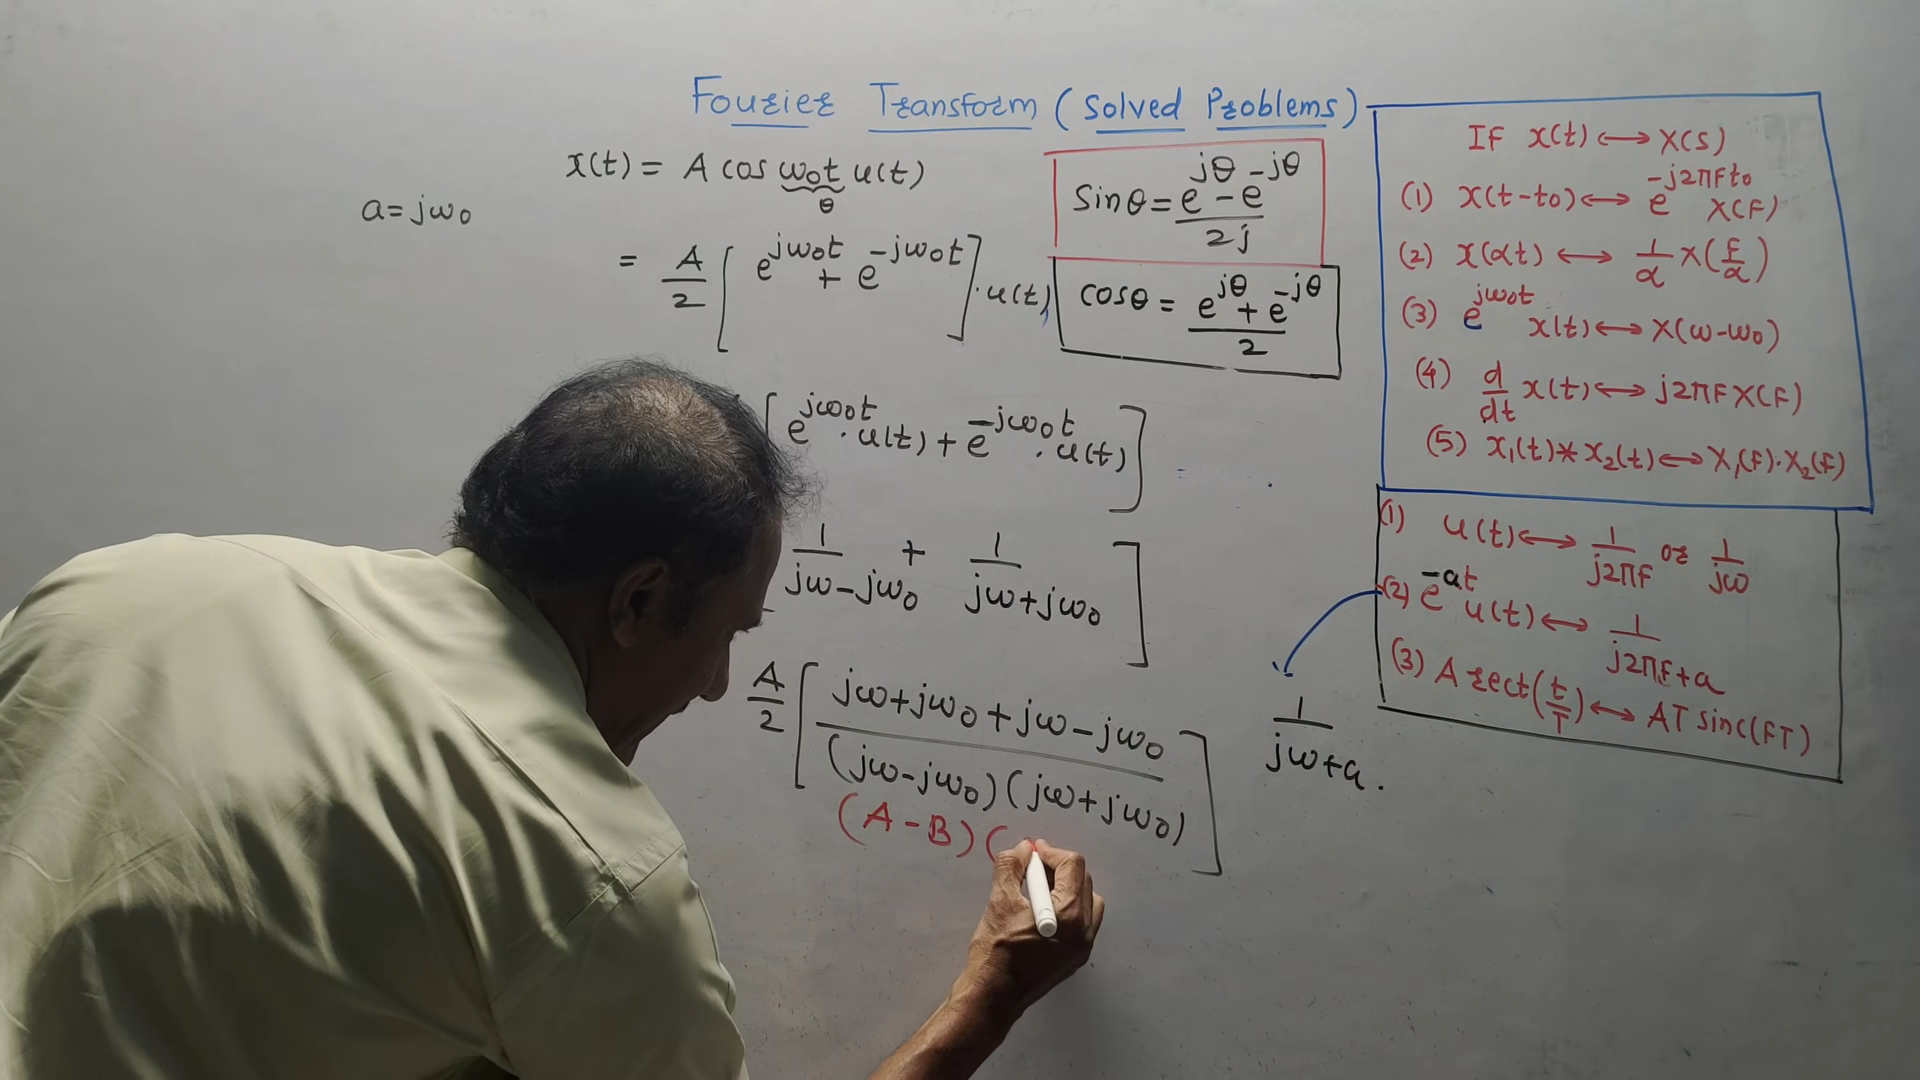 Fourier Transform (Solved Problems)
x(t) = A cos ω₀t u(t)
θ
a = jω₀
= A/2 [ e^{jω₀t} + e^{-jω₀t} ] · u(t)
[ e^{jω₀t} · u(t) + e^{-jω₀t} · u(t) ]
1/(jω-jω₀) + 1/(jω+jω₀) ]
A/2 [ (jω+jω₀+jω-jω₀) / ((jω-jω₀)(jω+jω₀)) ]
(A-B)(
Sinθ = (e^{jθ} - e^{-jθ}) / 2j
cosθ = (e^{jθ} + e^{-jθ}) / 2
IF x(t) ⟷ X(S)
(1) x(t-t0) ⟷ e^{-j2πFt0} X(F)
(2) x(αt) ⟷ 1/α X(F/α)
(3) e^{jω₀t} x(t) ⟷ X(ω-ω₀)
(4) d/dt x(t) ⟷ j2πF X(F)
(5) x₁(t) * x₂(t) ⟷ X₁(F)·X₂(F)
(1) u(t) ⟷ 1/j2πF or 1/jω
(2) e^{-at} u(t) ⟷ 1/(j2πF+a)
(3) A rect(t/T) ⟷ AT sinc(FT)
1/(jω+a) .